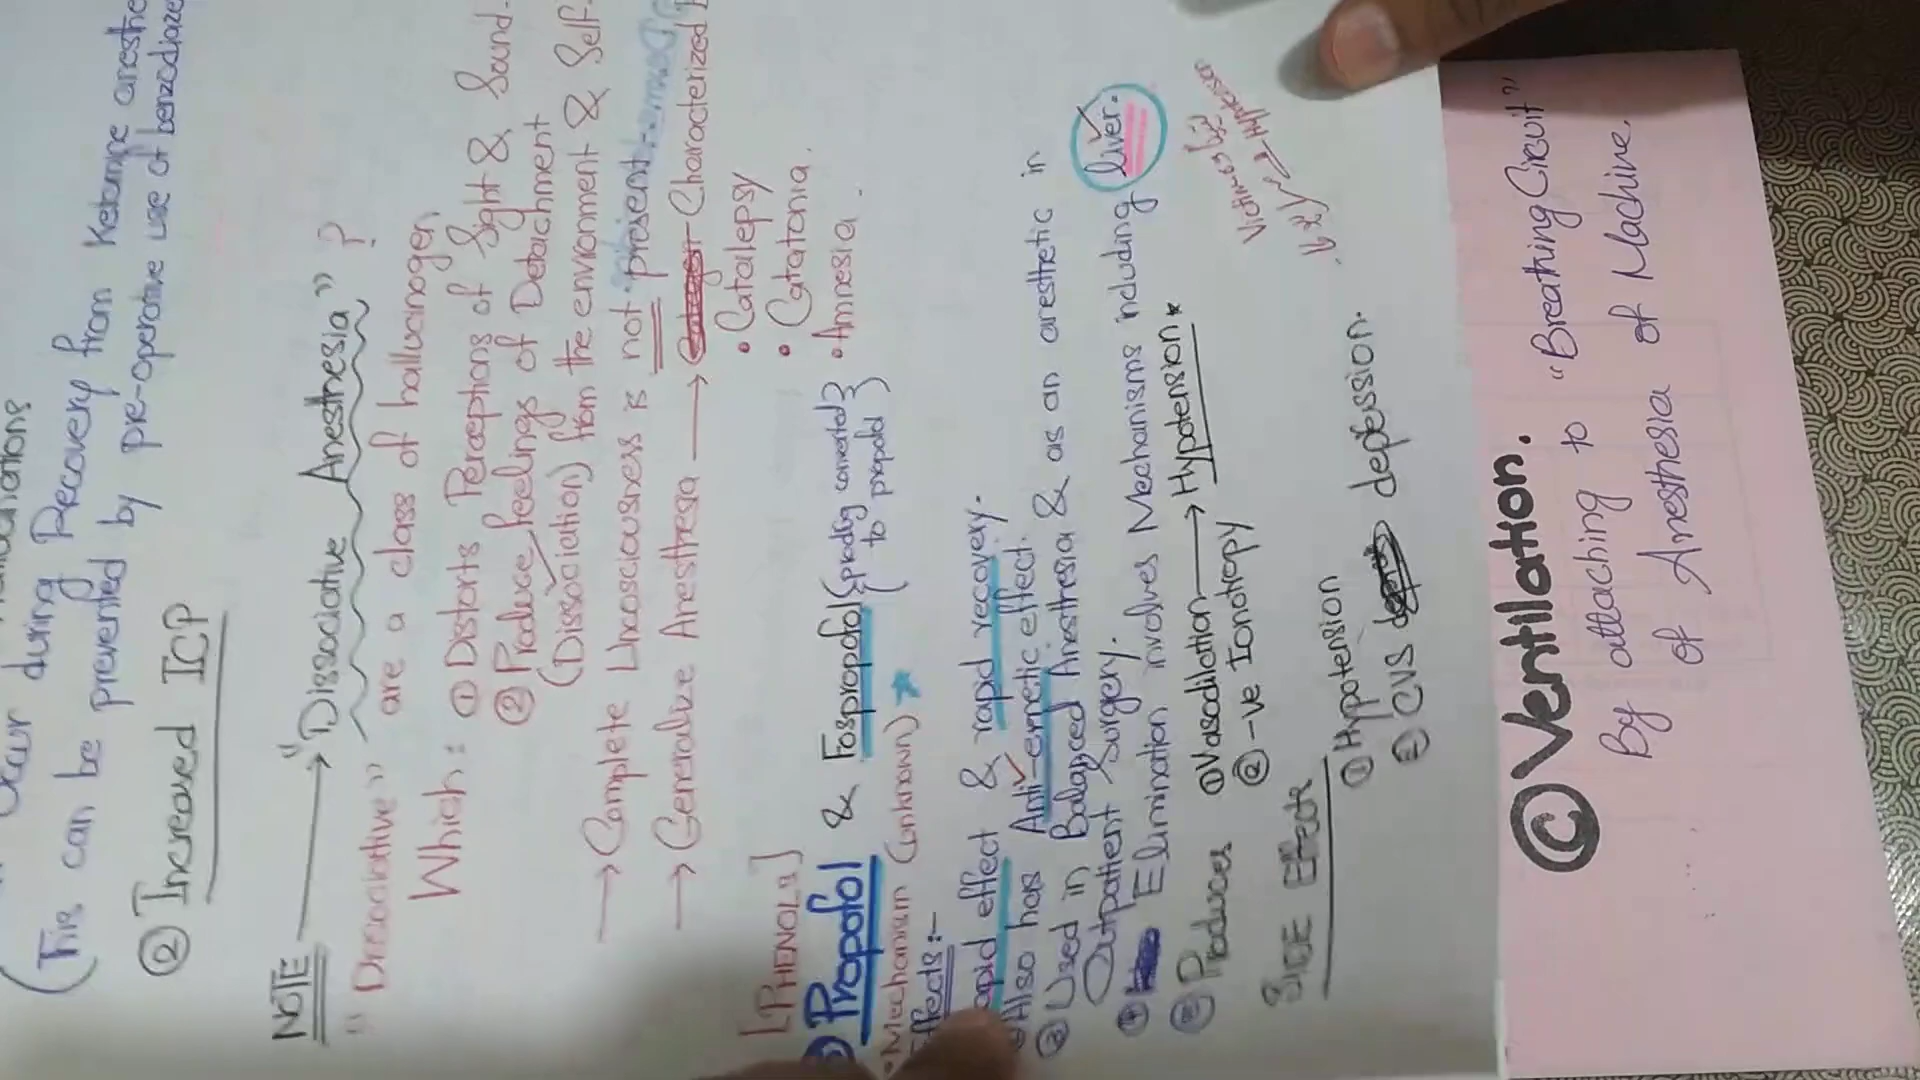 Occur during Recovery from Ketamine
(This can be prevented by pre-operative use of
② Increased ICP
NOTE → "Dissociative Anesthesia" ?
"Dissociative" are a class of hallucinogen
Which : ① Distorts Perceptions of Sight & Sound
② Produce feelings of Detachment
(Dissociation) from the environment & Self-
→ Complete Unconsciousness is not present
→ Generalize Anesthesia → Characterized
• Catalepsy
• Catatonia
• Amnesia.
[PHENOLS]
Propofol & Fospropofol {prodrug converted to propofol}
• Mechanism (unknown)
Effects:-
rapid effect & rapid recovery.
Also has Anti-emetic effect.
③ Used in Balanced Anesthesia & as an anesthetic in
Outpatient Surgery.
④ Elimination involves Mechanisms including liver.
⑤ Produces ① Vasodilation → Hypotension *
② -ve Ionotropy
SIDE Effects
① Hypotension
② CVS depression.
Ⓒ Ventillation.
By attaching to "Breathing Circuit"
of Anesthesia of Machine.